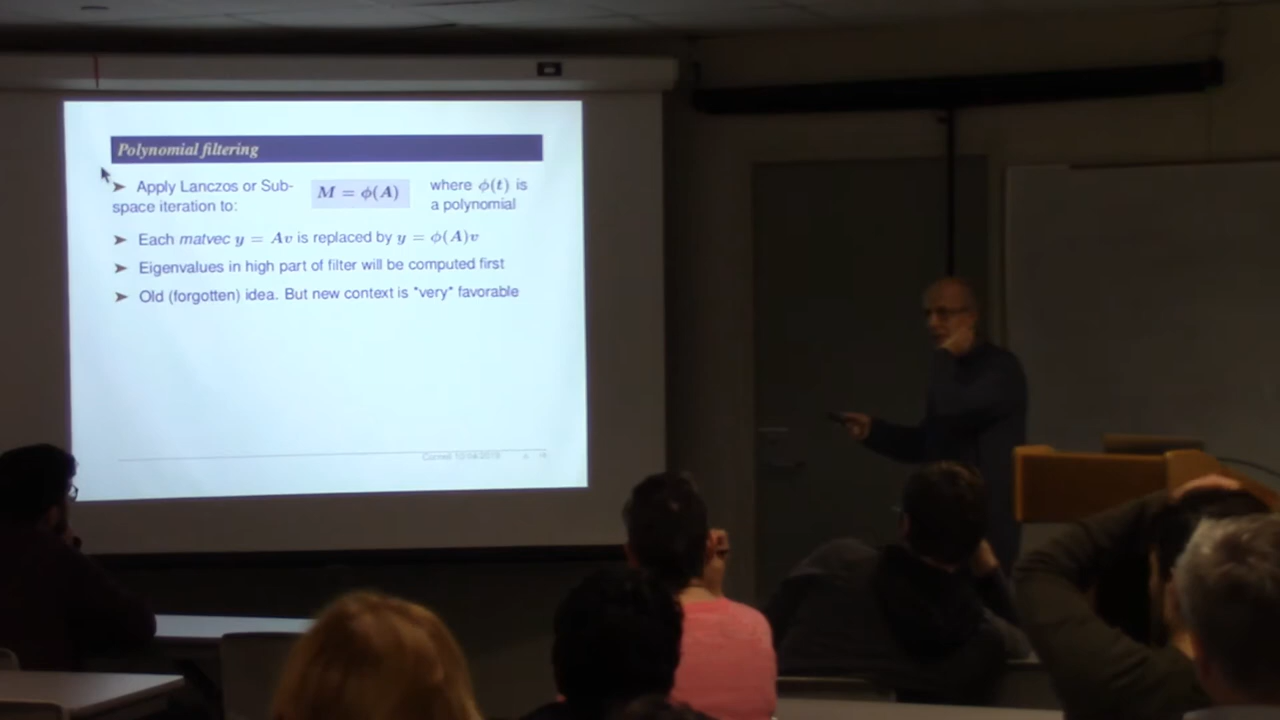 Polynomial filtering
➤ Apply Lanczos or Sub- M = ϕ(A) where ϕ(t) is
space iteration to: a polynomial
➤ Each matvec y = Av is replaced by y = ϕ(A)v
➤ Eigenvalues in high part of filter will be computed first
➤ Old (forgotten) idea. But new context is "very" favorable
Cornell